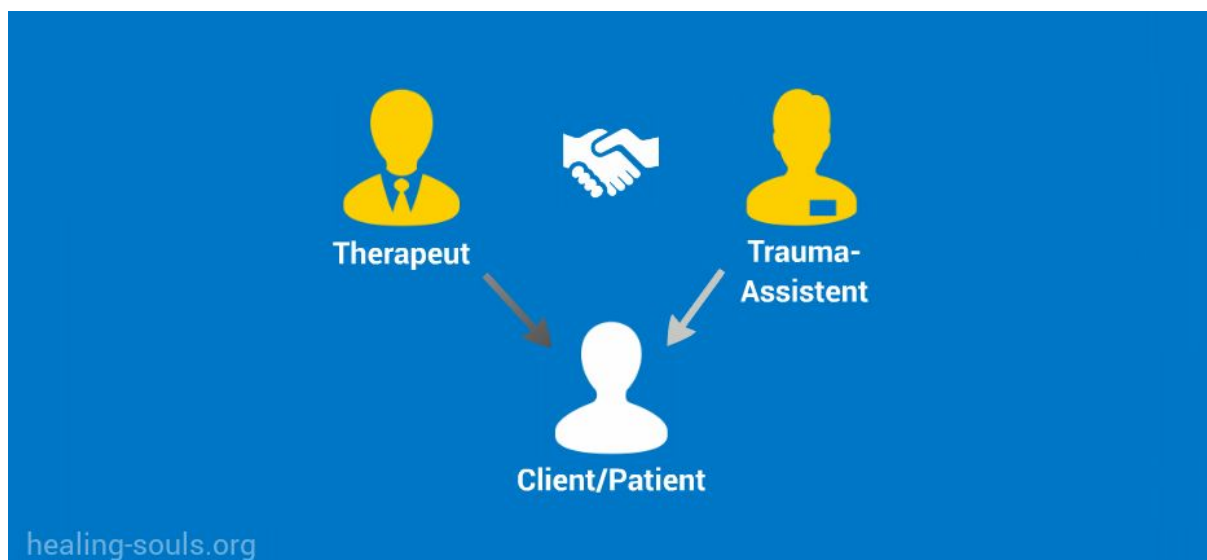 Therapeut
Trauma-
Assistent
Client/Patient
healing-souls.org